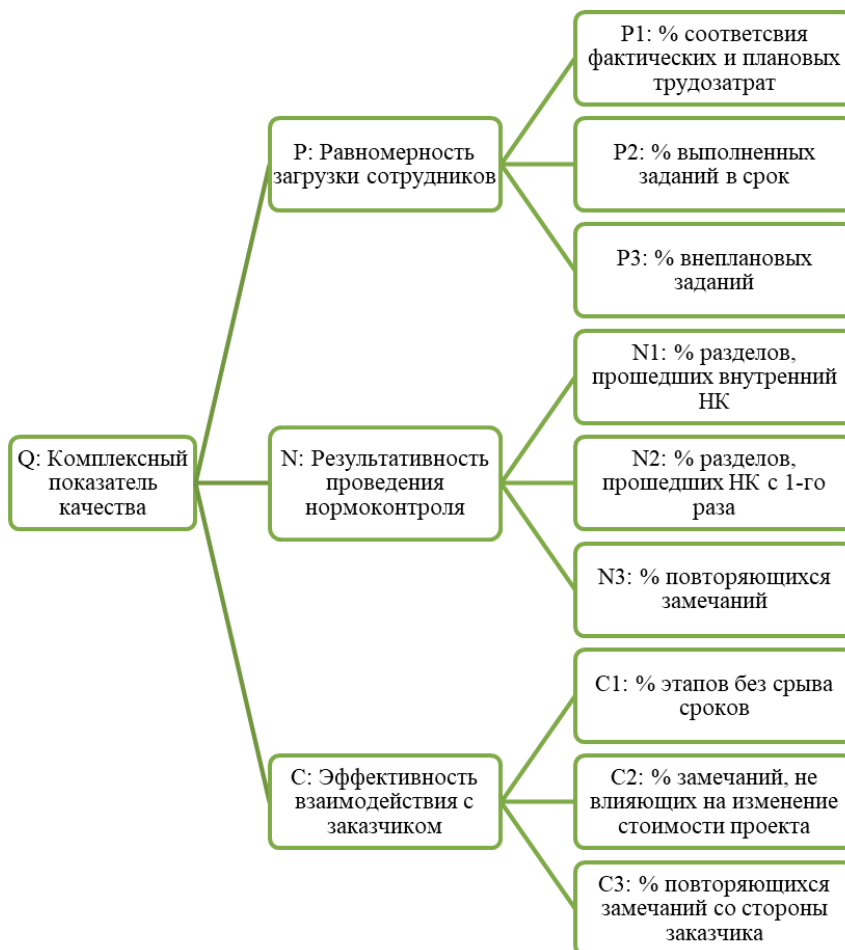 P1: % соответсвия
фактических и плановых
трудозатрат
P: Равномерность
загрузки сотрудников
P2: % выполненных
заданий в срок
P3: % внеплановых
заданий
N1: % разделов,
прошедших внутренний
НК
Q: Комплексный
показатель
качества
N: Результативность
проведения
нормоконтроля
N2: % разделов,
прошедших НК с 1-го
раза
N3: % повторяющихся
замечаний
C1: % этапов без срыва
сроков
C: Эффективность
взаимодействия с
заказчиком
C2: % замечаний, не
влияющих на изменение
стоимости проекта
C3: % повторяющихся
замечаний со стороны
заказчика